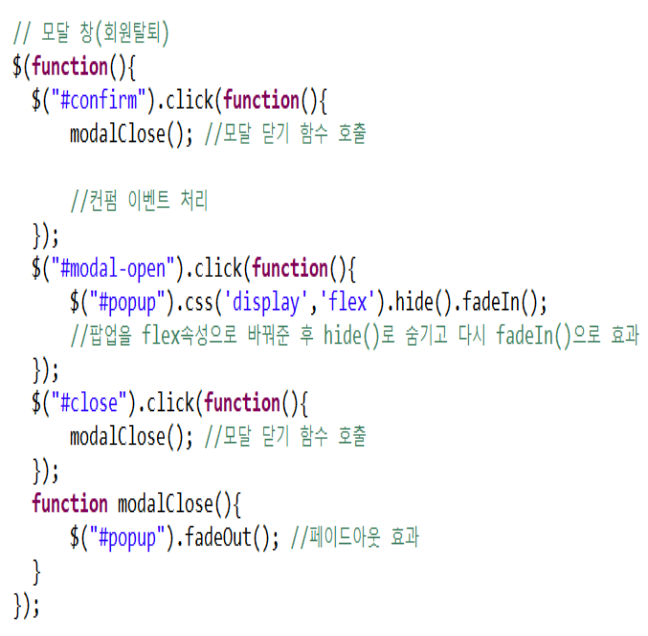 // 모달 창(회원탈퇴)
$(function(){
  $("#confirm").click(function(){
      modalClose(); //모달 닫기 함수 호출

      //컨펌 이벤트 처리
  });
  $("#modal-open").click(function(){
      $("#popup").css('display','flex').hide().fadeIn();
      //팝업을 flex속성으로 바꿔준 후 hide()로 숨기고 다시 fadeIn()으로 효과
  });
  $("#close").click(function(){
      modalClose(); //모달 닫기 함수 호출
  });
  function modalClose(){
      $("#popup").fadeOut(); //페이드아웃 효과
  }
});